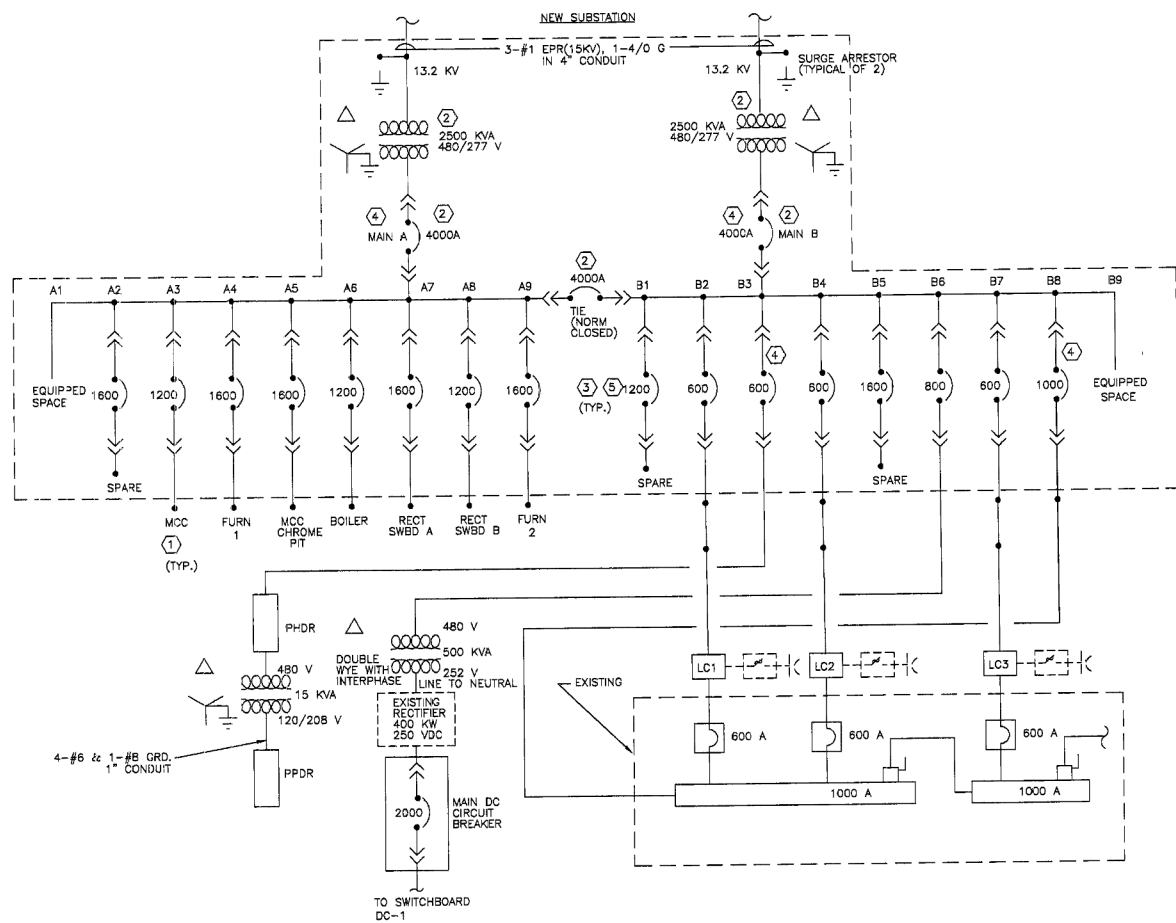 NEW SUBSTATION
3-#1 EPR(15KV), 1-4/0 G
IN 4" CONDUIT
SURGE ARRESTOR
(TYPICAL OF 2)
13.2 KV
13.2 KV
2
2500 KVA
480/277 V
2
2500 KVA
480/277 V
4
2
MAIN A
4000A
4
2
4000A
MAIN B
2
4000A
TIE
(NORM
CLOSED)
A1
A2
A3
A4
A5
A6
A7
A8
A9
B1
B2
B3
B4
B5
B6
B7
B8
B9
EQUIPPED
SPACE
1600
1200
1600
1600
1200
1600
1200
1600
3
5
(TYP.)
1200
600
4
600
800
1600
800
600
4
1000
EQUIPPED
SPACE
SPARE
SPARE
SPARE
MCC
1
(TYP.)
FURN
1
MCC
CHROME
PIT
BOILER
RECT
SWBD A
RECT
SWBD B
FURN
2
PHDR
480 V
15 KVA
120/208 V
4-#6 & 1-#8 GRD.
1" CONDUIT
PPDR
480 V
500 KVA
252 V
LINE TO NEUTRAL
DOUBLE
WYE WITH
INTERPHASE
EXISTING
RECTIFIER
400 KW
250 VDC
2000
MAIN DC
CIRCUIT
BREAKER
TO SWITCHBOARD
DC-1
EXISTING
LC1
LC2
LC3
600 A
600 A
600 A
1000 A
1000 A